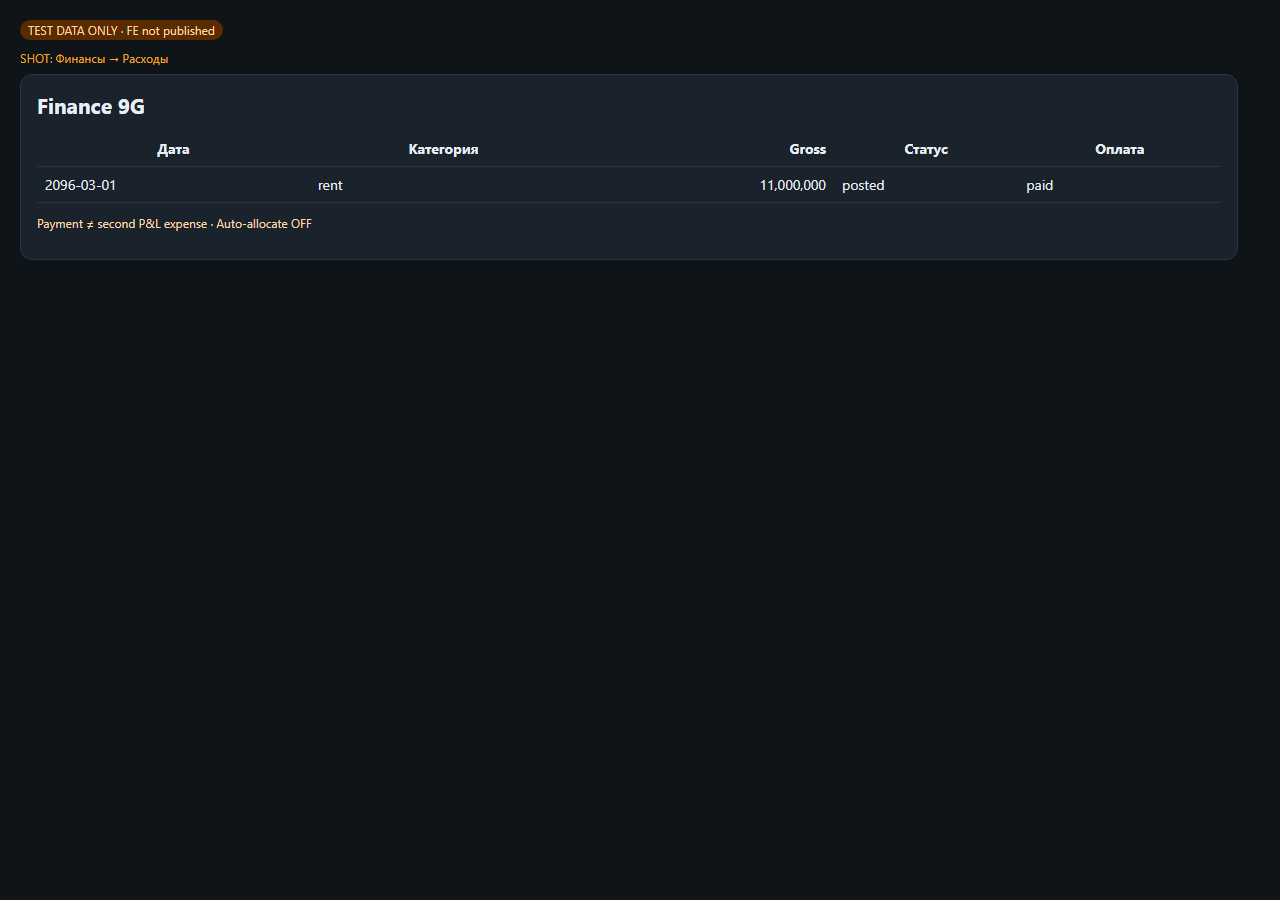 TEST DATA ONLY · FE not published
SHOT: Финансы → Расходы
Finance 9G
Дата Категория Gross Статус Оплата
2096-03-01 rent 11,000,000 posted paid
Payment ≠ second P&L expense · Auto-allocate OFF